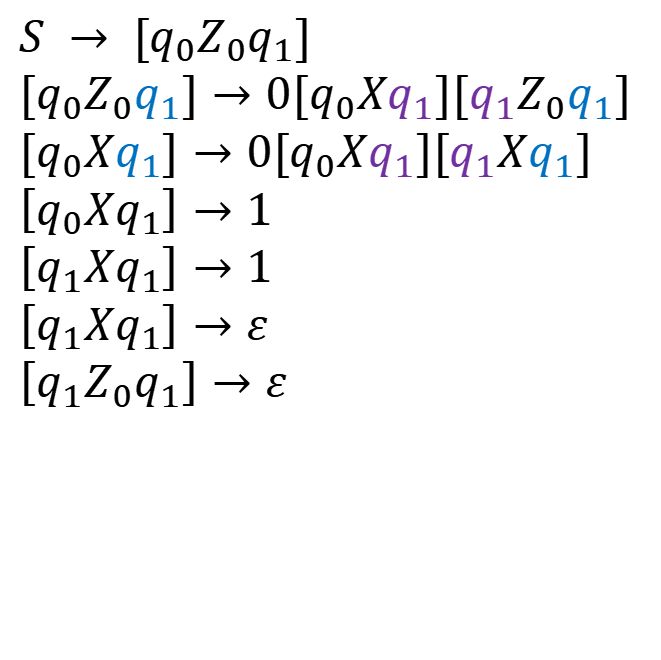 S → [q₀Z₀q₁]
[q₀Z₀q₁] → 0[q₀Xq₁][q₁Z₀q₁]
[q₀Xq₁] → 0[q₀Xq₁][q₁Xq₁]
[q₀Xq₁] → 1
[q₁Xq₁] → 1
[q₁Xq₁] → ε
[q₁Z₀q₁] → ε